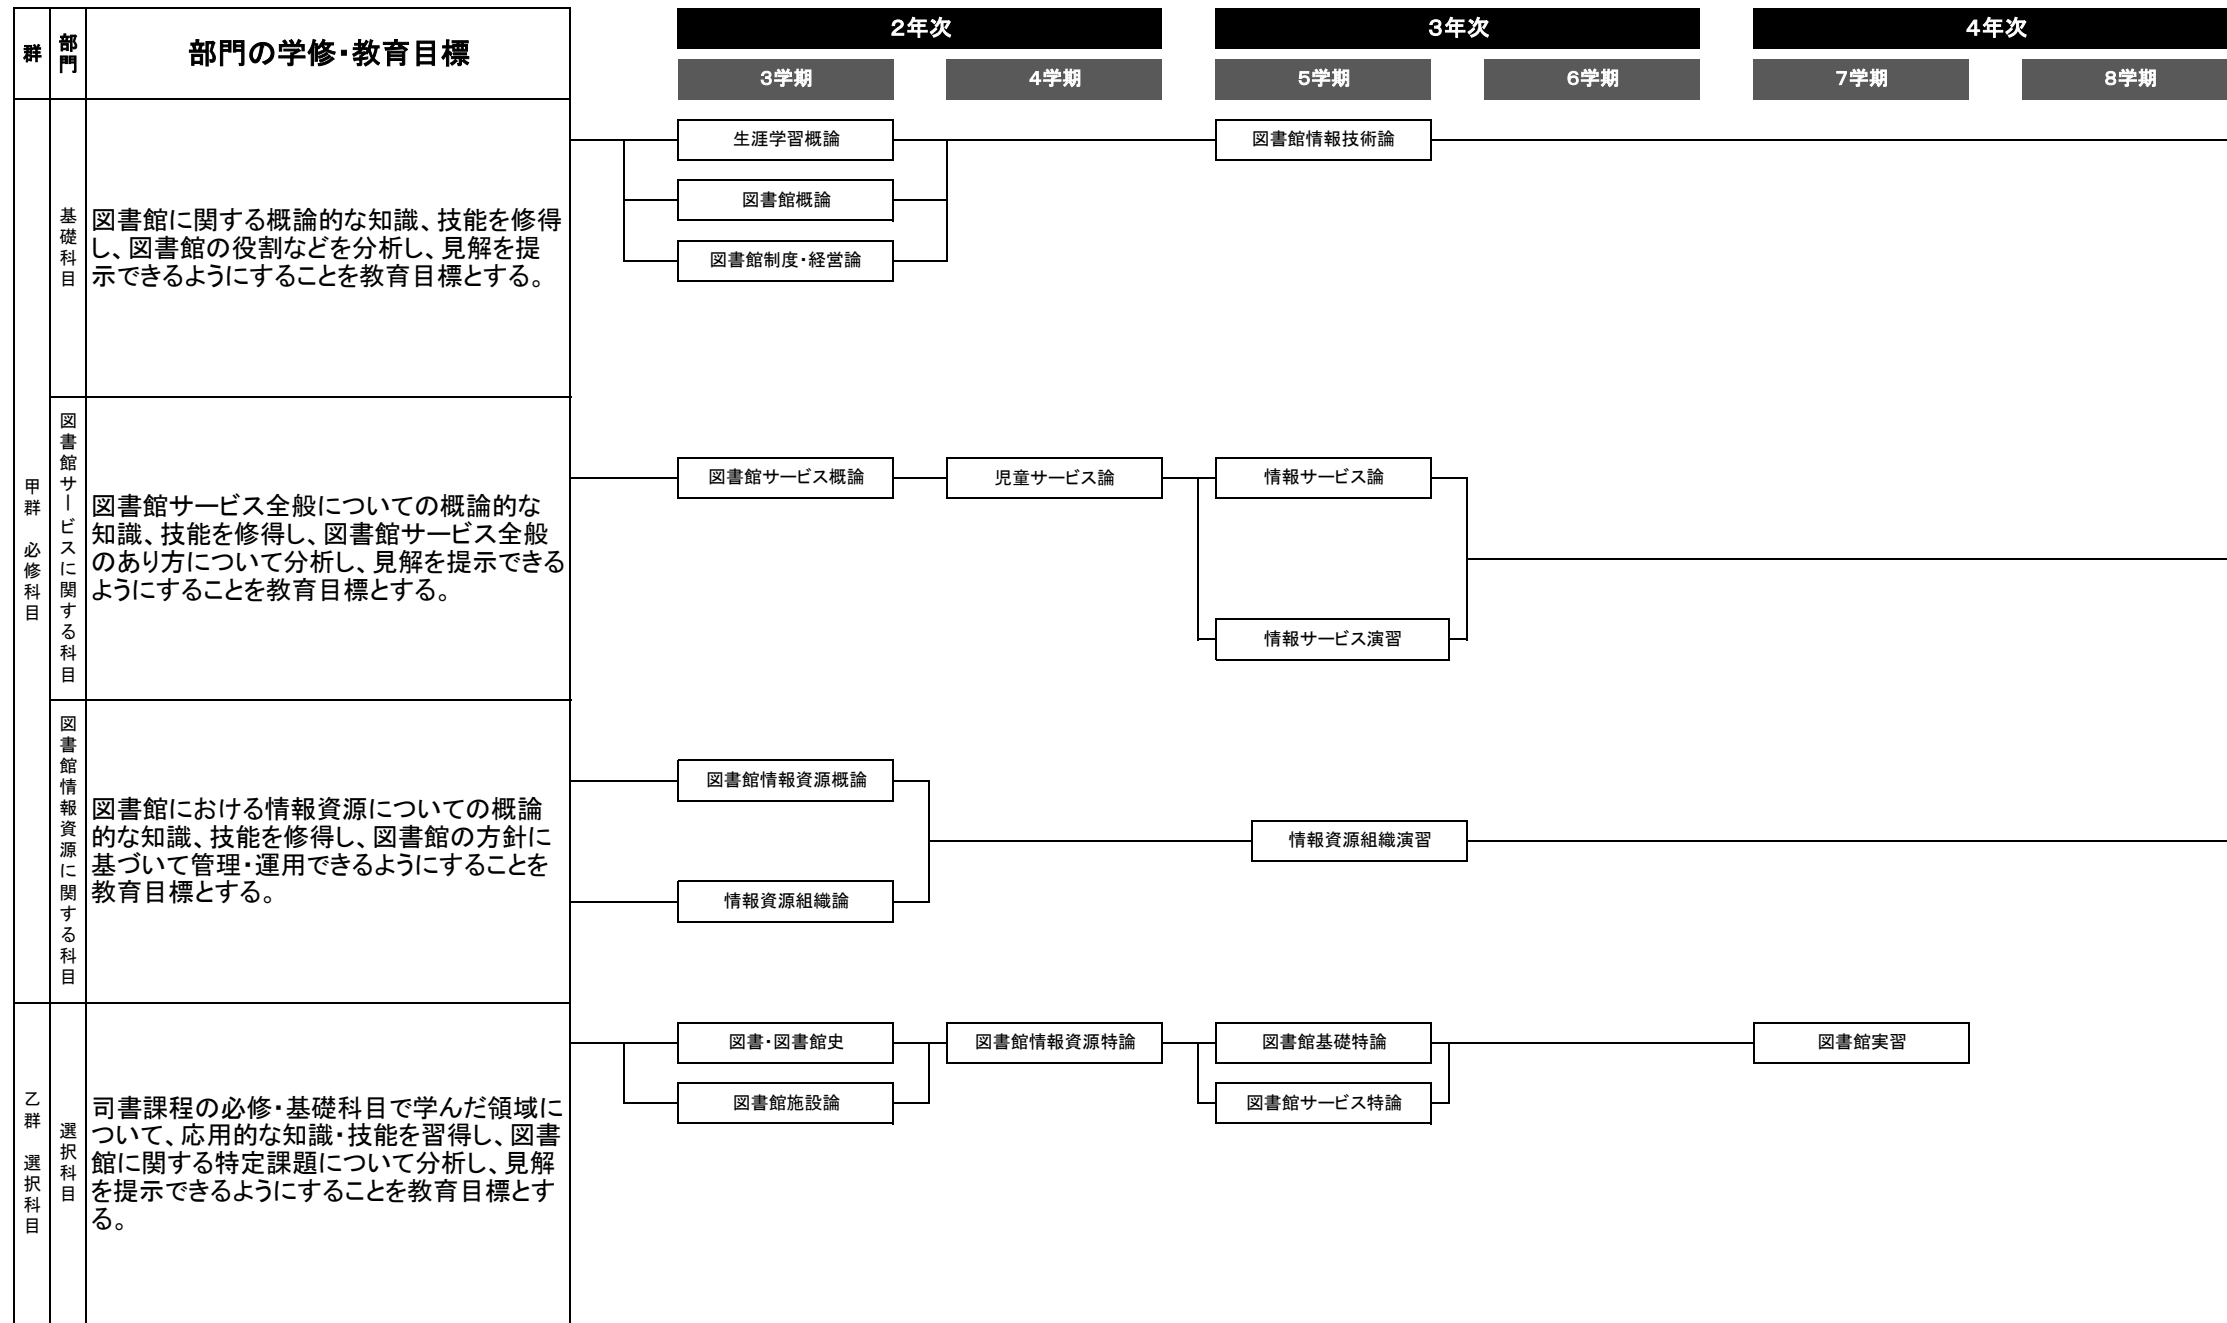 群
部門
部門の学修・教育目標
2年次
3年次
4年次
3学期
4学期
5学期
6学期
7学期
8学期
甲群 必修科目
基礎科目
図書館に関する概論的な知識、技能を修得
し、図書館の役割などを分析し、見解を提
示できるようにすることを教育目標とする。
生涯学習概論
図書館情報技術論
図書館概論
図書館制度・経営論
図書館サービスに関する科目
図書館サービス全般についての概論的な
知識、技能を修得し、図書館サービス全般
のあり方について分析し、見解を提示できる
ようにすることを教育目標とする。
図書館サービス概論
児童サービス論
情報サービス論
情報サービス演習
図書館情報資源に関する科目
図書館における情報資源についての概論
的な知識、技能を修得し、図書館の方針に
基づいて管理・運用できるようにすることを
教育目標とする。
図書館情報資源概論
情報資源組織演習
情報資源組織論
乙群 選択科目
選択科目
司書課程の必修・基礎科目で学んだ領域に
ついて、応用的な知識・技能を習得し、図書
館に関する特定課題について分析し、見解
を提示できるようにすることを教育目標とす
る。
図書・図書館史
図書館情報資源特論
図書館基礎特論
図書館実習
図書館施設論
図書館サービス特論